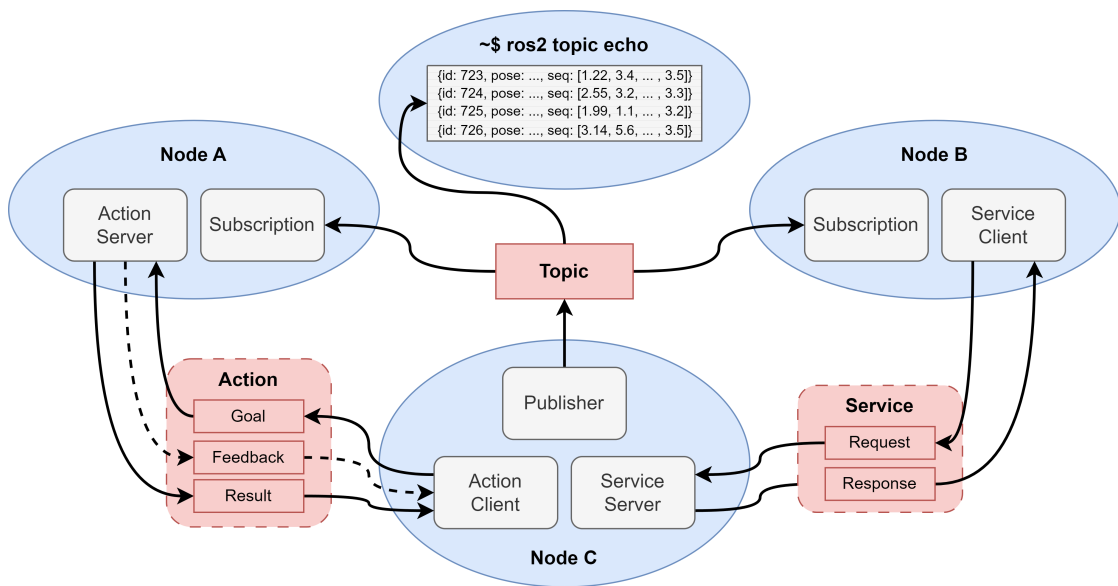 ~$ ros2 topic echo
{id: 723, pose: ..., seq: [1.22, 3.4, ... , 3.5]}
{id: 724, pose: ..., seq: [2.55, 3.2, ... , 3.3]}
{id: 725, pose: ..., seq: [1.99, 1.1, ... , 3.2]}
{id: 726, pose: ..., seq: [3.14, 5.6, ... , 3.5]}
Node A
Action
Server
Subscription
Node B
Subscription
Service
Client
Topic
Action
Goal
Feedback
Result
Publisher
Action
Client
Service
Server
Node C
Service
Request
Response